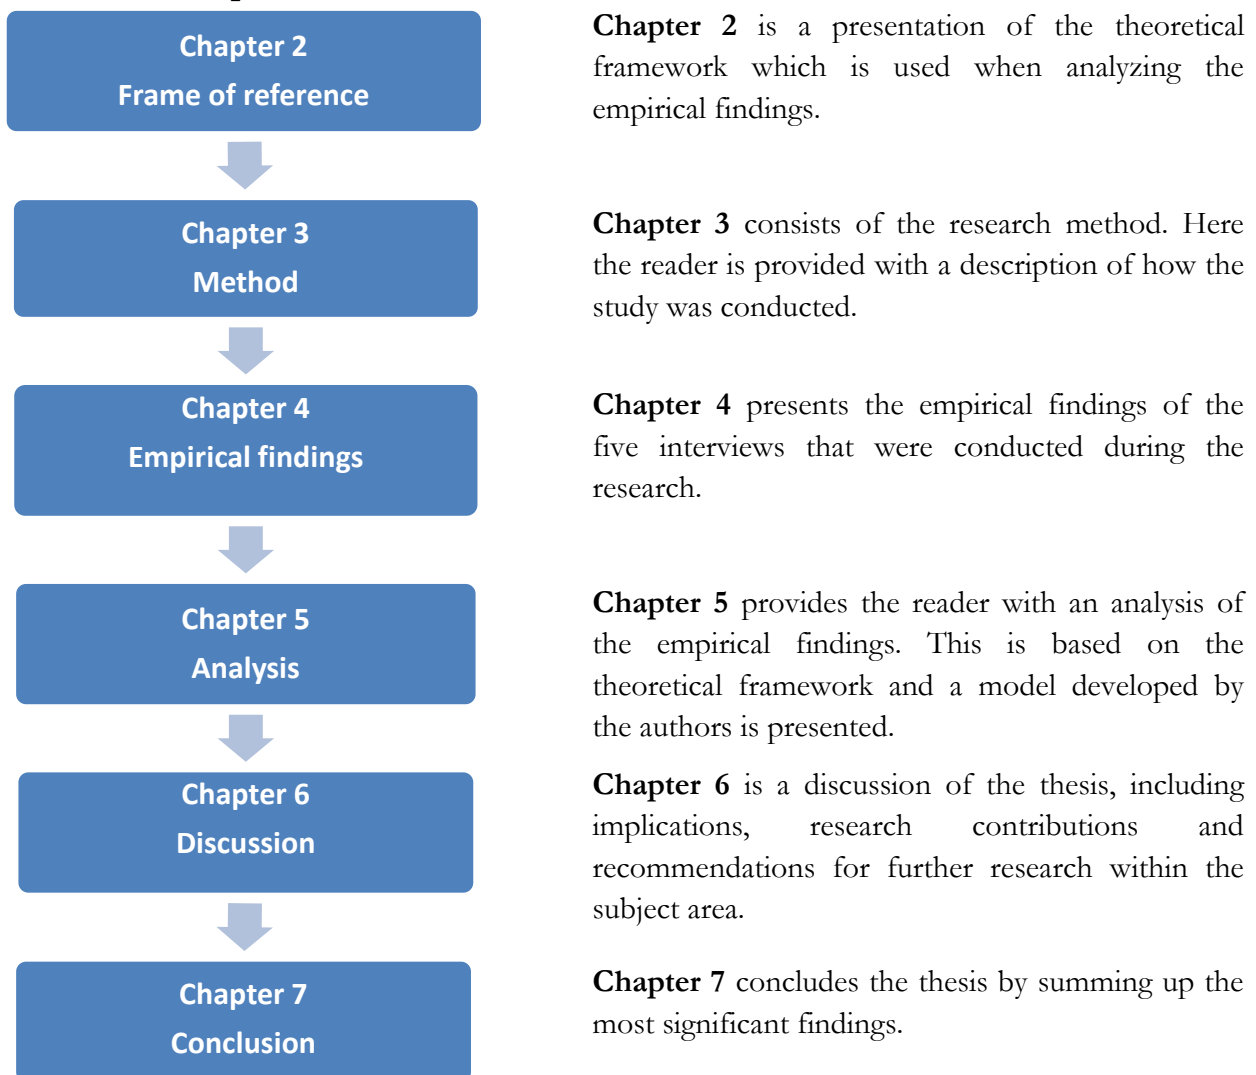 Chapter 2
Frame of reference
Chapter 2 is a presentation of the theoretical
framework which is used when analyzing the
empirical findings.
Chapter 3
Method
Chapter 3 consists of the research method. Here
the reader is provided with a description of how the
study was conducted.
Chapter 4
Empirical findings
Chapter 4 presents the empirical findings of the
five interviews that were conducted during the
research.
Chapter 5
Analysis
Chapter 5 provides the reader with an analysis of
the empirical findings. This is based on the
theoretical framework and a model developed by
the authors is presented.
Chapter 6
Discussion
Chapter 6 is a discussion of the thesis, including
implications, research contributions and
recommendations for further research within the
subject area.
Chapter 7
Conclusion
Chapter 7 concludes the thesis by summing up the
most significant findings.